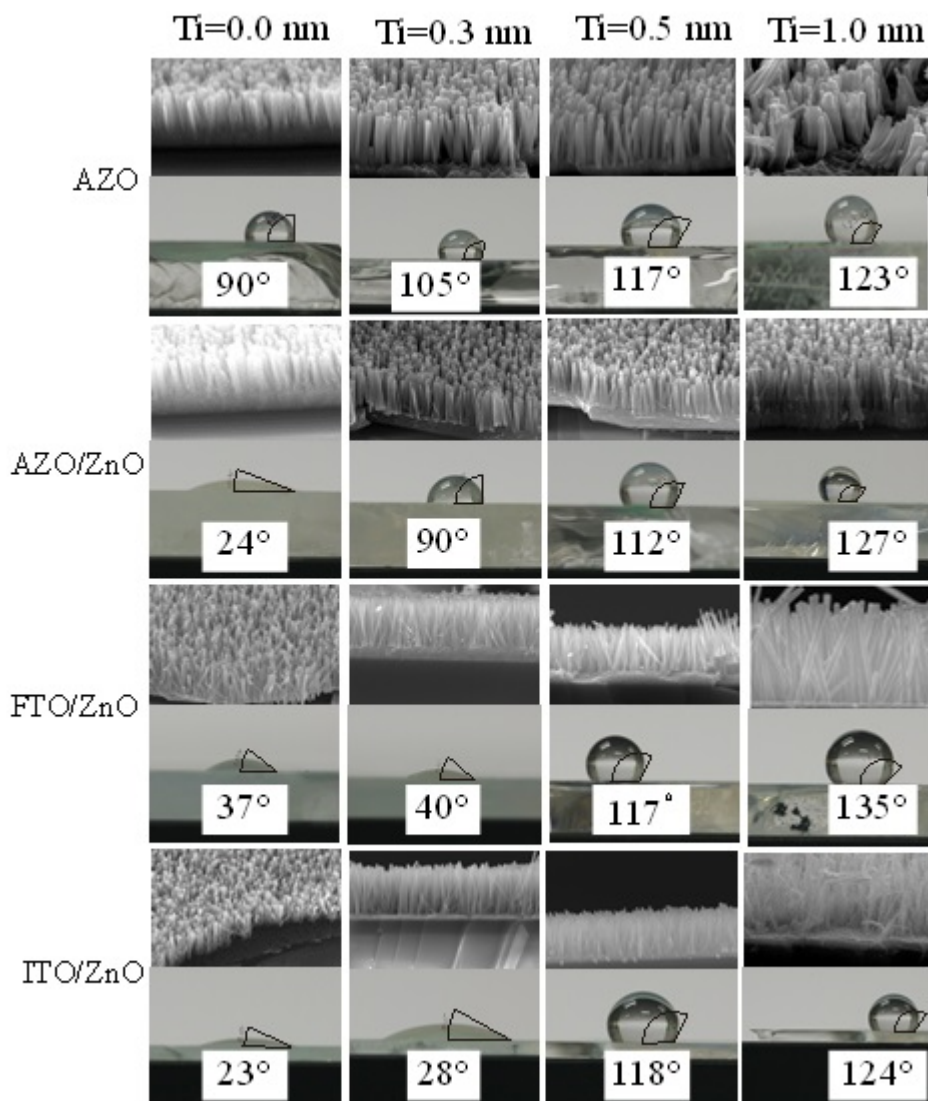 Ti=0.0 nm Ti=0.3 nm Ti=0.5 nm Ti=1.0 nm
AZO
90° 105° 117° 123°
AZO/ZnO
24° 90° 112° 127°
FTO/ZnO
37° 40° 117° 135°
ITO/ZnO
23° 28° 118° 124°